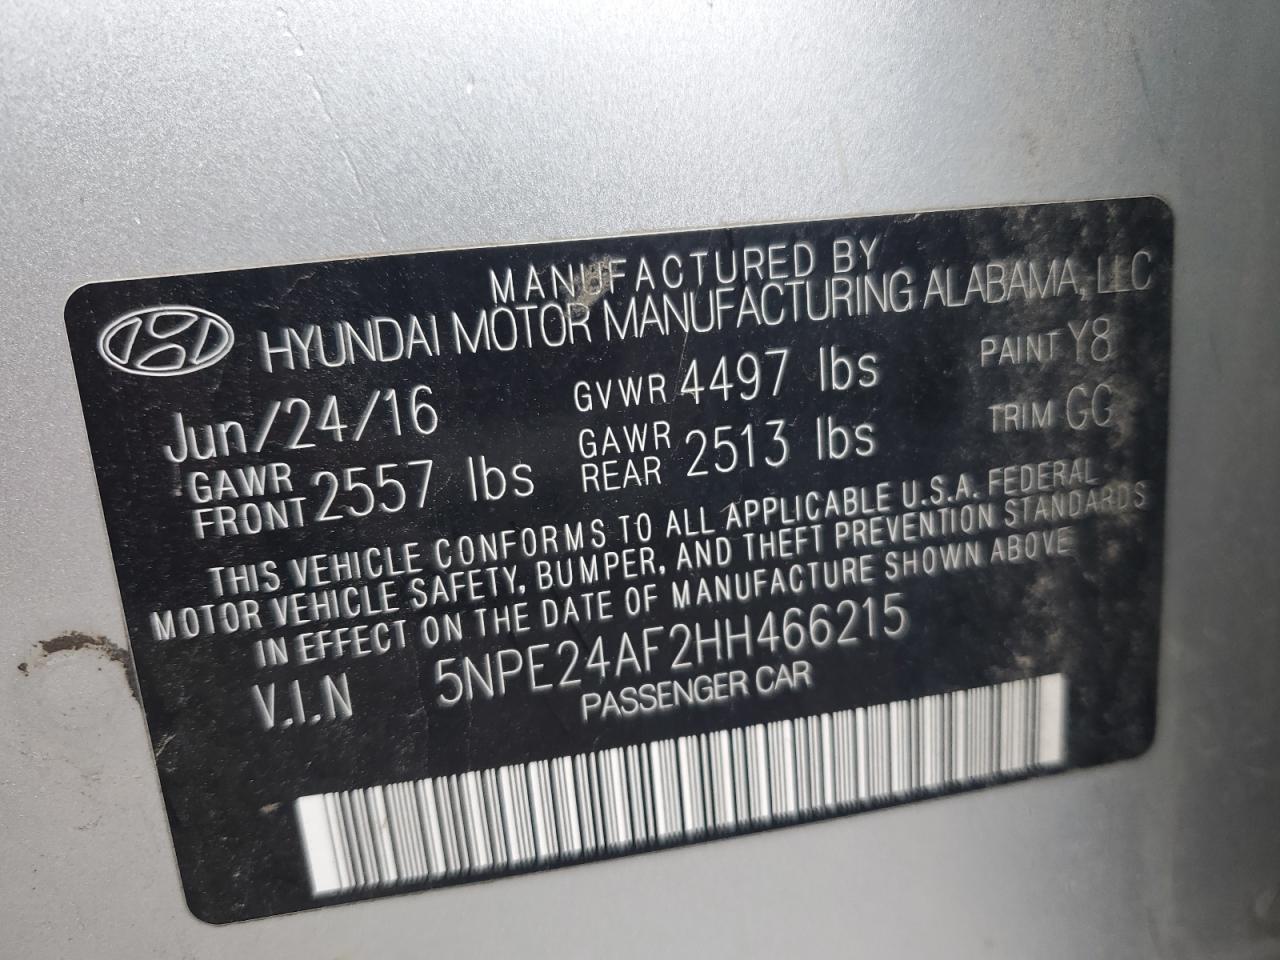 MANUFACTURED BY
HYUNDAI MOTOR MANUFACTURING ALABAMA, LLC
Jun/24/16 GVWR 4497 lbs PAINT Y8
GAWR FRONT 2557 lbs GAWR REAR 2513 lbs TRIM GG
THIS VEHICLE CONFORMS TO ALL APPLICABLE U.S.A. FEDERAL
MOTOR VEHICLE SAFETY, BUMPER, AND THEFT PREVENTION STANDARDS
IN EFFECT ON THE DATE OF MANUFACTURE SHOWN ABOVE
V.I.N 5NPE24AF2HH466215
PASSENGER CAR